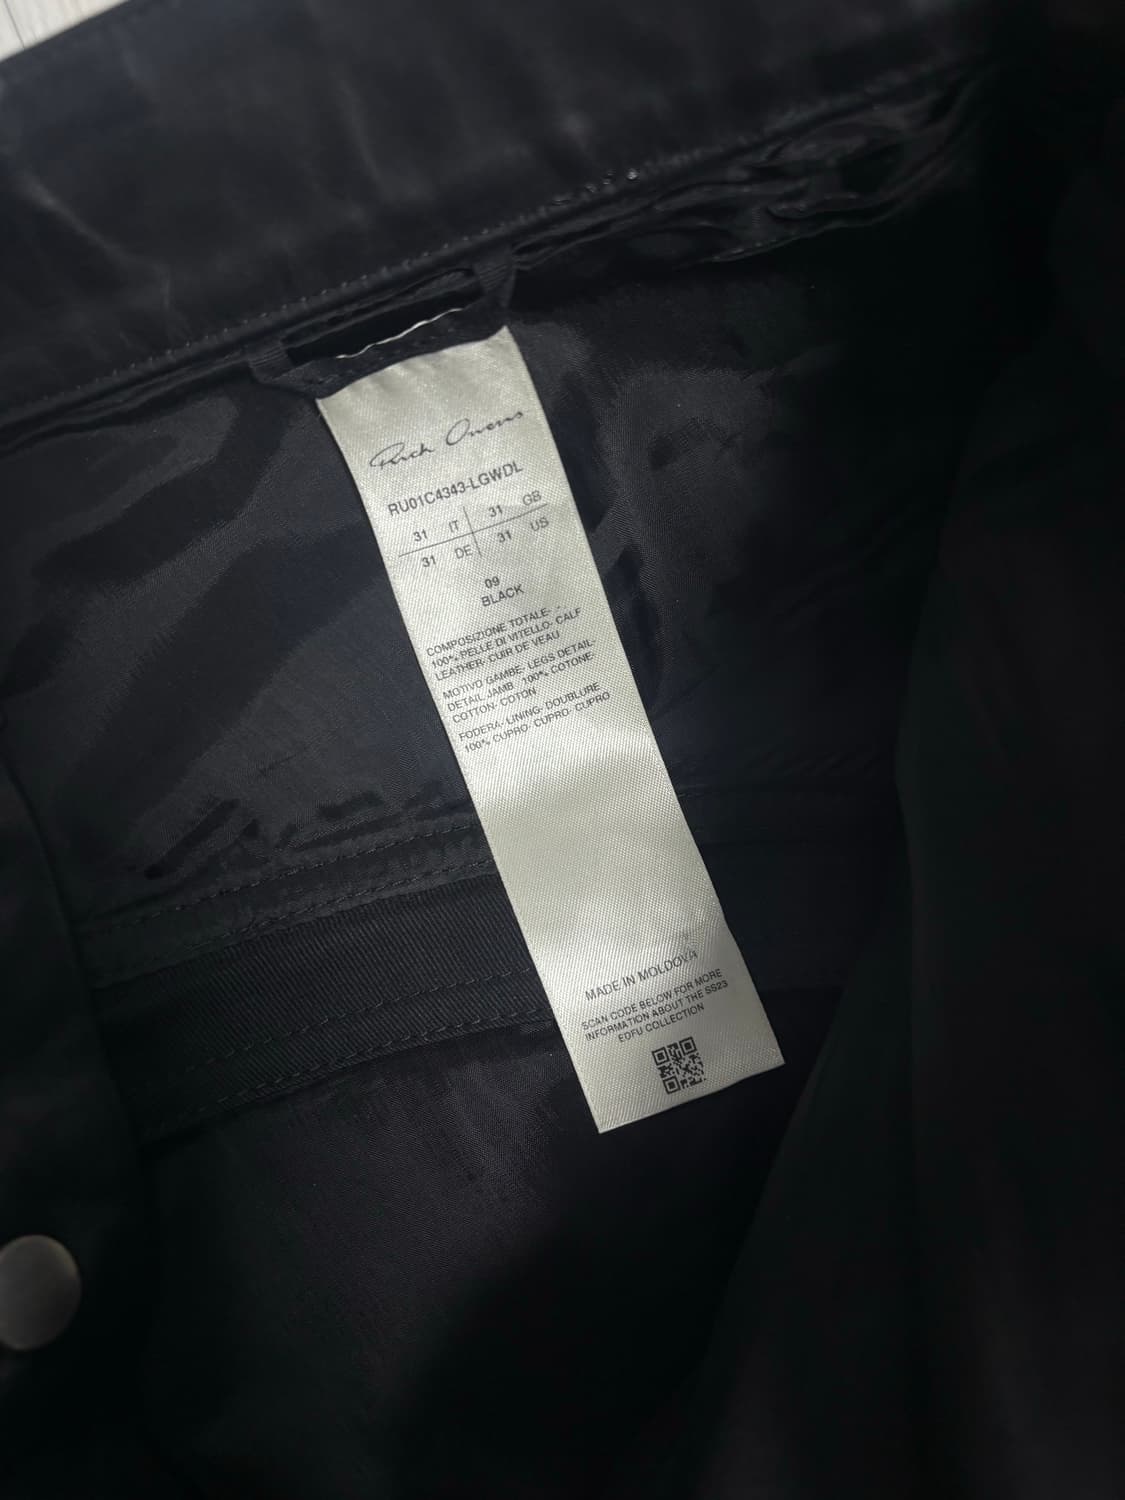 Rick Owens
RU01C4343-LGWDL
31 IT 31 GB
31 DE 31 US
09
BLACK
COMPOSIZIONE TOTALE- -
100% PELLE DI VITELLO- CALF
LEATHER- CUIR DE VEAU
MOTIVO GAMBE- LEGS DETAIL-
DETAIL JAMB 100% COTONE-
COTTON- COTON
FODERA- LINING- DOUBLURE
100% CUPRO- CUPRO- CUPRO
MADE IN MOLDOVA
SCAN CODE BELOW FOR MORE
INFORMATION ABOUT THE SS23
EDFU COLLECTION